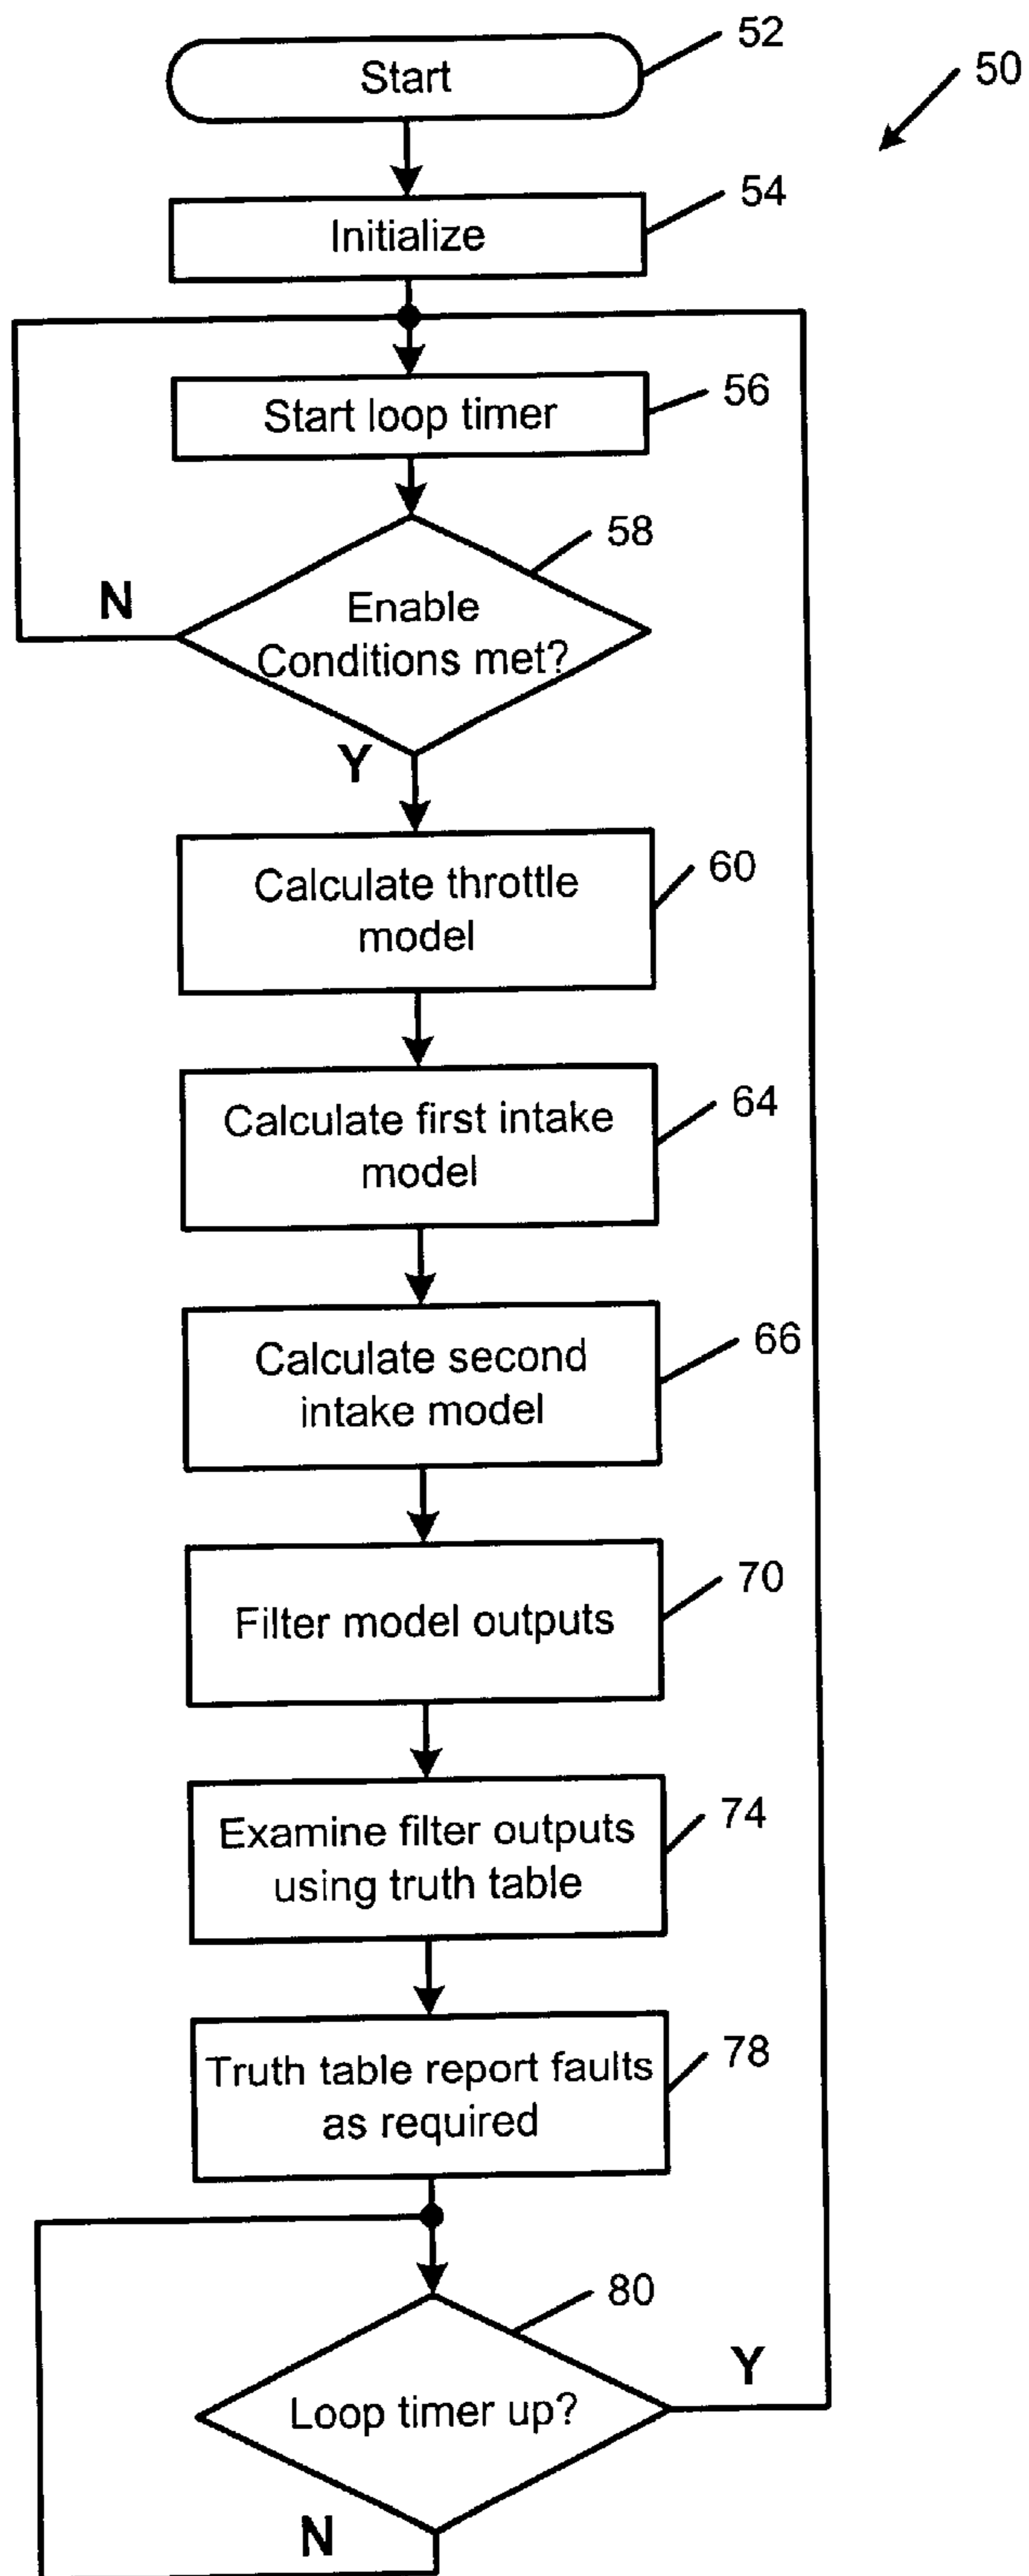 Start
52
50
Initialize
54
Start loop timer
56
Enable
Conditions met?
58
N
Y
Calculate throttle
model
60
Calculate first intake
model
64
Calculate second
intake model
66
Filter model outputs
70
Examine filter outputs
using truth table
74
Truth table report faults
as required
78
Loop timer up?
80
Y
N